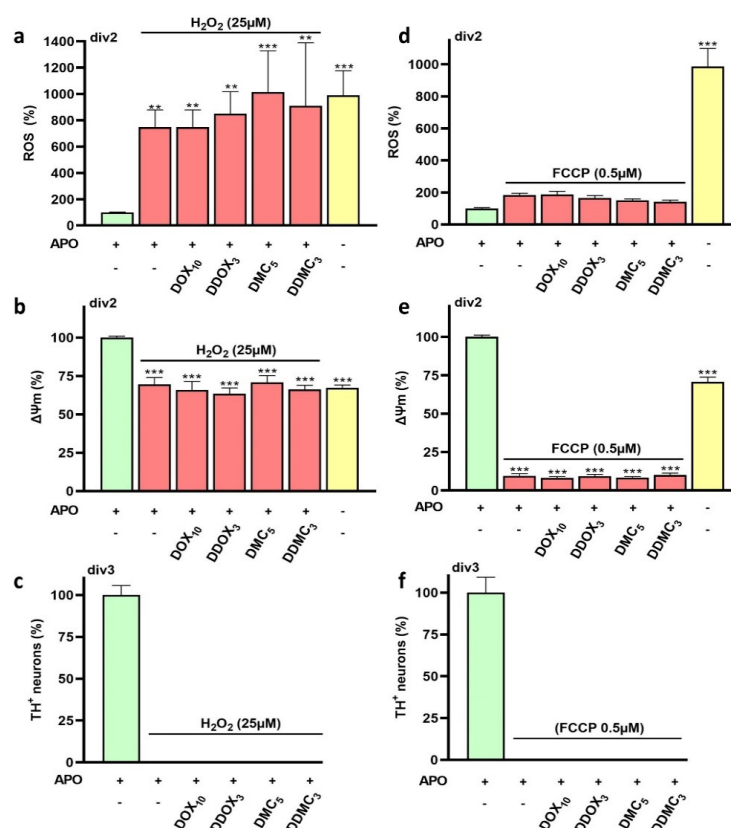 a
div2
H₂O₂ (25μM)
ROS (%)
1400
1200
1000
800
600
400
200
0
** ** ** *** ** ***
APO + + + + + + -
- - DOX₁₀ DDOX₃ DMC₅ DDMC₃ -
b
div2
H₂O₂ (25μM)
ΔΨm (%)
100
75
50
25
0
*** *** *** *** *** ***
APO + + + + + + -
- - DOX₁₀ DDOX₃ DMC₅ DDMC₃ -
c
div3
H₂O₂ (25μM)
TH⁺ neurons (%)
100
75
50
25
0
APO + + + + + +
- - DOX₁₀ DDOX₃ DMC₅ DDMC₃
d
div2
FCCP (0.5μM)
ROS (%)
1000
800
600
400
200
0
***
APO + + + + + + -
- - DOX₁₀ DDOX₃ DMC₅ DDMC₃ -
e
div2
FCCP (0.5μM)
ΔΨm (%)
100
75
50
25
0
*** *** *** *** *** ***
APO + + + + + + -
- - DOX₁₀ DDOX₃ DMC₅ DDMC₃ -
f
div3
(FCCP 0.5μM)
TH⁺ neurons (%)
100
75
50
25
0
APO + + + + + +
- - DOX₁₀ DDOX₃ DMC₅ DDMC₃